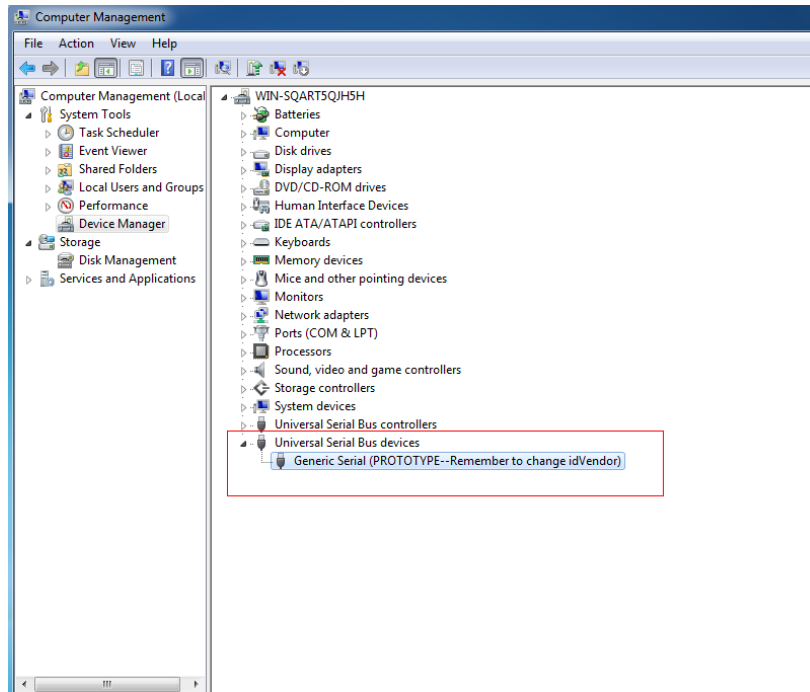 Computer Management
File Action View Help
Computer Management (Local
System Tools
Task Scheduler
Event Viewer
Shared Folders
Local Users and Groups
Performance
Device Manager
Storage
Disk Management
Services and Applications
WIN-SQART5QJH5H
Batteries
Computer
Disk drives
Display adapters
DVD/CD-ROM drives
Human Interface Devices
IDE ATA/ATAPI controllers
Keyboards
Memory devices
Mice and other pointing devices
Monitors
Network adapters
Ports (COM & LPT)
Processors
Sound, video and game controllers
Storage controllers
System devices
Universal Serial Bus controllers
Universal Serial Bus devices
Generic Serial (PROTOTYPE--Remember to change idVendor)